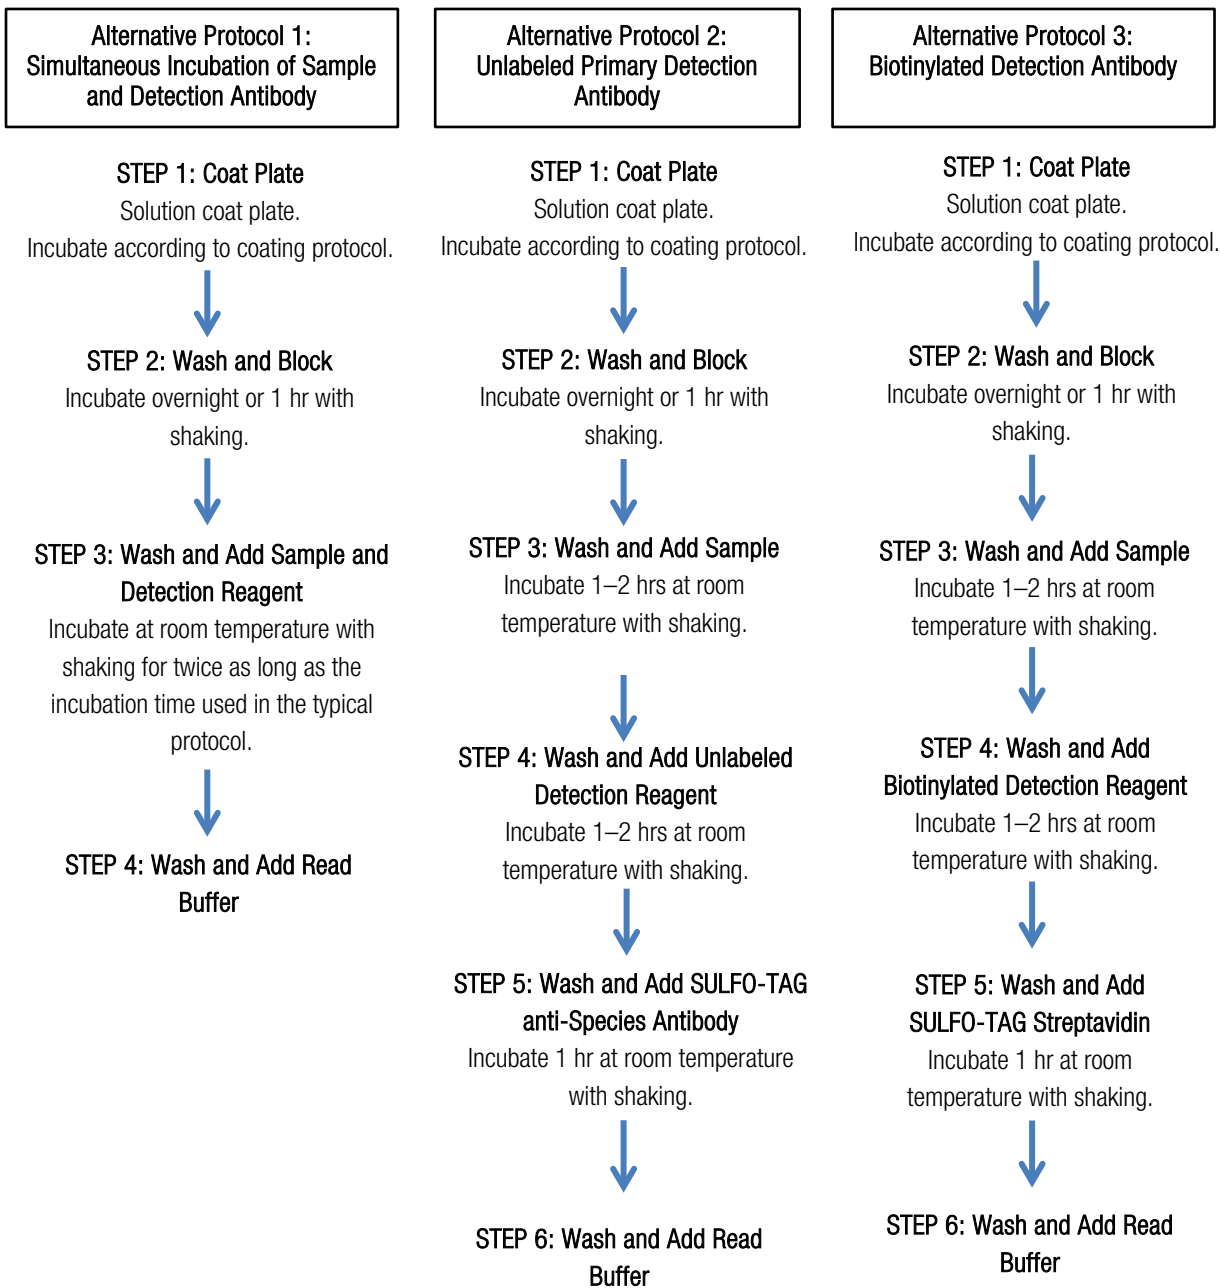 Alternative Protocol 1:
Simultaneous Incubation of Sample
and Detection Antibody
STEP 1: Coat Plate
Solution coat plate.
Incubate according to coating protocol.
STEP 2: Wash and Block
Incubate overnight or 1 hr with
shaking.
STEP 3: Wash and Add Sample and
Detection Reagent
Incubate at room temperature with
shaking for twice as long as the
incubation time used in the typical
protocol.
STEP 4: Wash and Add Read
Buffer
Alternative Protocol 2:
Unlabeled Primary Detection
Antibody
STEP 1: Coat Plate
Solution coat plate.
Incubate according to coating protocol.
STEP 2: Wash and Block
Incubate overnight or 1 hr with
shaking.
STEP 3: Wash and Add Sample
Incubate 1–2 hrs at room
temperature with shaking.
STEP 4: Wash and Add Unlabeled
Detection Reagent
Incubate 1–2 hrs at room
temperature with shaking.
STEP 5: Wash and Add SULFO-TAG
anti-Species Antibody
Incubate 1 hr at room temperature
with shaking.
STEP 6: Wash and Add Read
Buffer
Alternative Protocol 3:
Biotinylated Detection Antibody
STEP 1: Coat Plate
Solution coat plate.
Incubate according to coating protocol.
STEP 2: Wash and Block
Incubate overnight or 1 hr with
shaking.
STEP 3: Wash and Add Sample
Incubate 1–2 hrs at room
temperature with shaking.
STEP 4: Wash and Add
Biotinylated Detection Reagent
Incubate 1–2 hrs at room
temperature with shaking.
STEP 5: Wash and Add
SULFO-TAG Streptavidin
Incubate 1 hr at room
temperature with shaking.
STEP 6: Wash and Add Read
Buffer